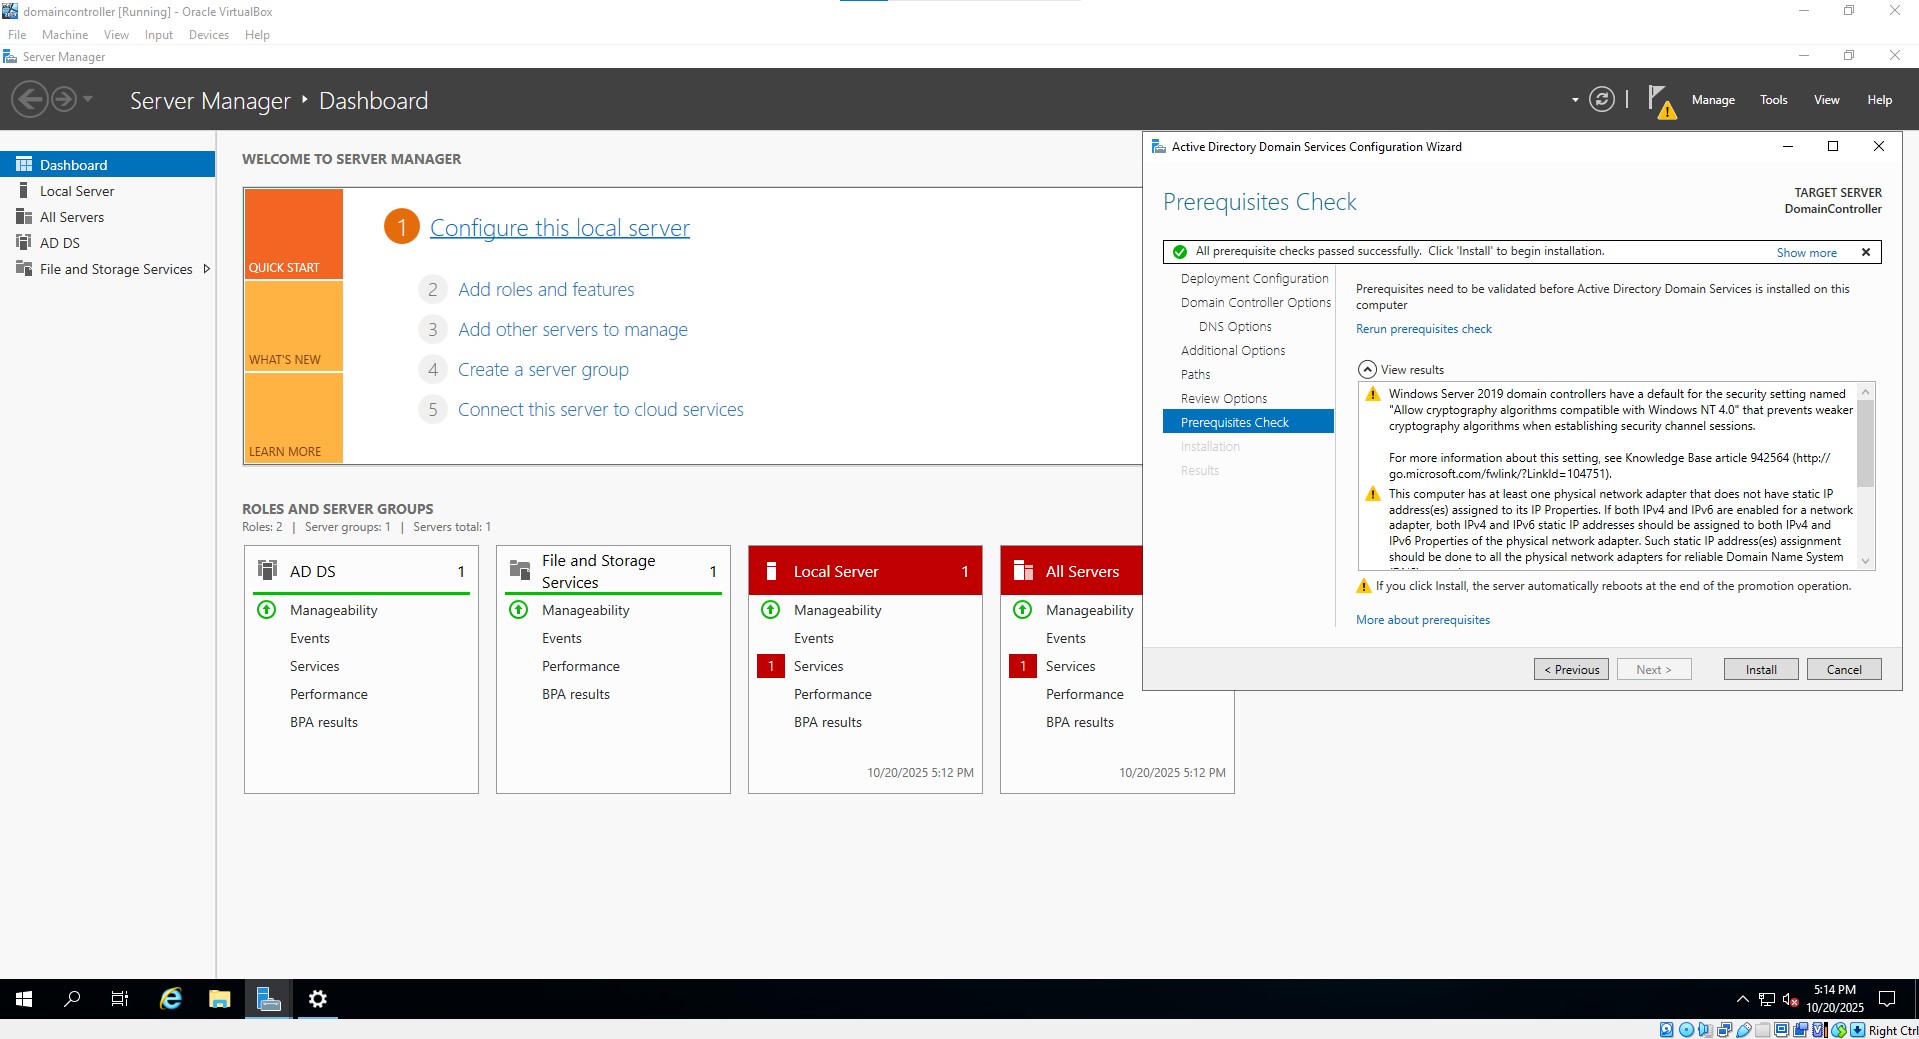 domaincontroller [Running] - Oracle VirtualBox
File Machine View Input Devices Help
Server Manager
Server Manager Dashboard
Manage Tools View Help
Dashboard
Local Server
All Servers
AD DS
File and Storage Services
WELCOME TO SERVER MANAGER
QUICK START
WHAT'S NEW
LEARN MORE
1 Configure this local server
2 Add roles and features
3 Add other servers to manage
4 Create a server group
5 Connect this server to cloud services
ROLES AND SERVER GROUPS
Roles: 2 | Server groups: 1 | Servers total: 1
AD DS 1
Manageability
Events
Services
Performance
BPA results
File and Storage
Services 1
Manageability
Events
Performance
BPA results
Local Server 1
Manageability
Events
1 Services
Performance
BPA results
10/20/2025 5:12 PM
All Servers
Manageability
Events
1 Services
Performance
BPA results
10/20/2025 5:12 PM
Active Directory Domain Services Configuration Wizard
Prerequisites Check
TARGET SERVER
DomainController
All prerequisite checks passed successfully. Click 'Install' to begin installation.
Show more
Deployment Configuration
Domain Controller Options
DNS Options
Additional Options
Paths
Review Options
Prerequisites Check
Installation
Results
Prerequisites need to be validated before Active Directory Domain Services is installed on this
computer
Rerun prerequisites check
View results
Windows Server 2019 domain controllers have a default for the security setting named
"Allow cryptography algorithms compatible with Windows NT 4.0" that prevents weaker
cryptography algorithms when establishing security channel sessions.
For more information about this setting, see Knowledge Base article 942564 (http://
go.microsoft.com/fwlink/?LinkId=104751).
This computer has at least one physical network adapter that does not have static IP
address(es) assigned to its IP Properties. If both IPv4 and IPv6 are enabled for a network
adapter, both IPv4 and IPv6 static IP addresses should be assigned to both IPv4 and
IPv6 Properties of the physical network adapter. Such static IP address(es) assignment
should be done to all the physical network adapters for reliable Domain Name System
If you click Install, the server automatically reboots at the end of the promotion operation.
More about prerequisites
< Previous
Next >
Install
Cancel
5:14 PM
10/20/2025
Right Ctrl